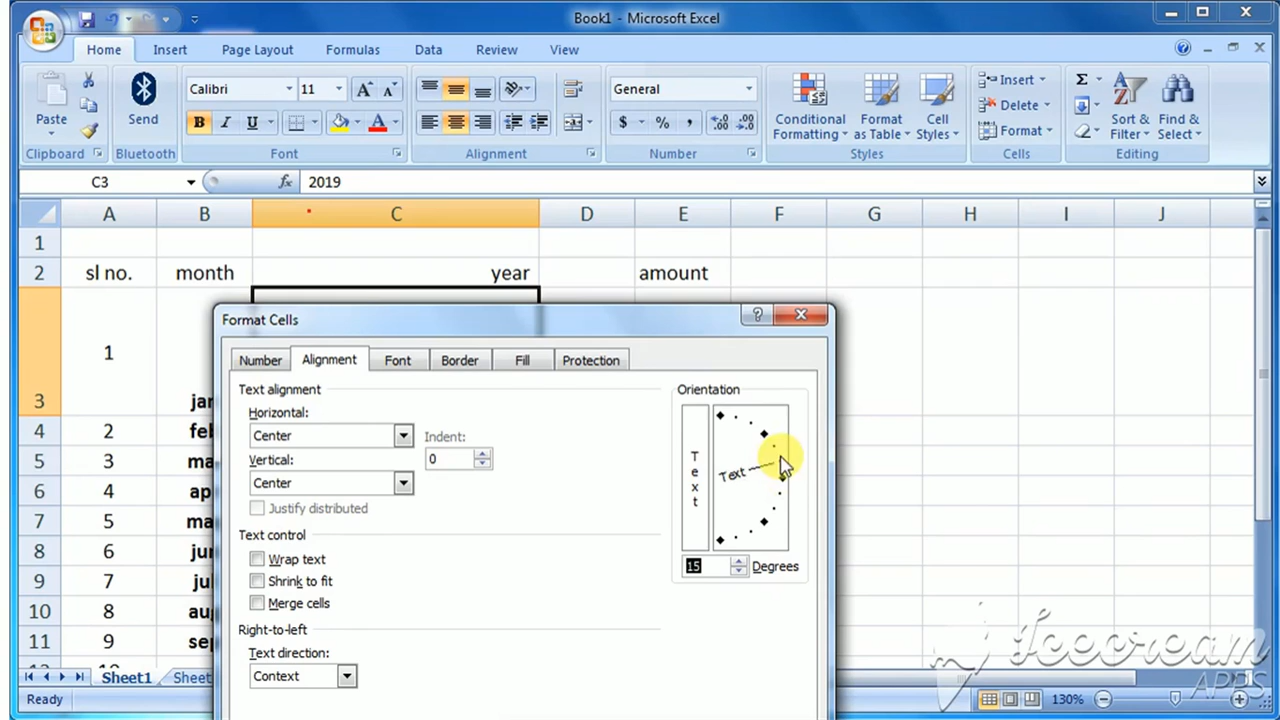 Book1 - Microsoft Excel
Home Insert Page Layout Formulas Data Review View
Paste
Send
Calibri 11
B I U
General
$ % ,
Conditional Formatting
Format as Table
Cell Styles
Insert
Delete
Format
Sort & Filter
Find & Select
Clipboard Bluetooth Font Alignment Number Styles Cells Editing
C3 fx 2019
A B C D E F G H I J
1
2 sl no. month year amount
3 1
4 2
5 3
6 4
7 5
8 6
9 7
10 8
11 9
Format Cells
Number Alignment Font Border Fill Protection
Text alignment
Horizontal:
Center
Indent:
0
Vertical:
Center
Justify distributed
Text control
Wrap text
Shrink to fit
Merge cells
Right-to-left
Text direction:
Context
Orientation
Text
Text
15 Degrees
Sheet1 Sheet
Ready 130%
Icecream
APPS